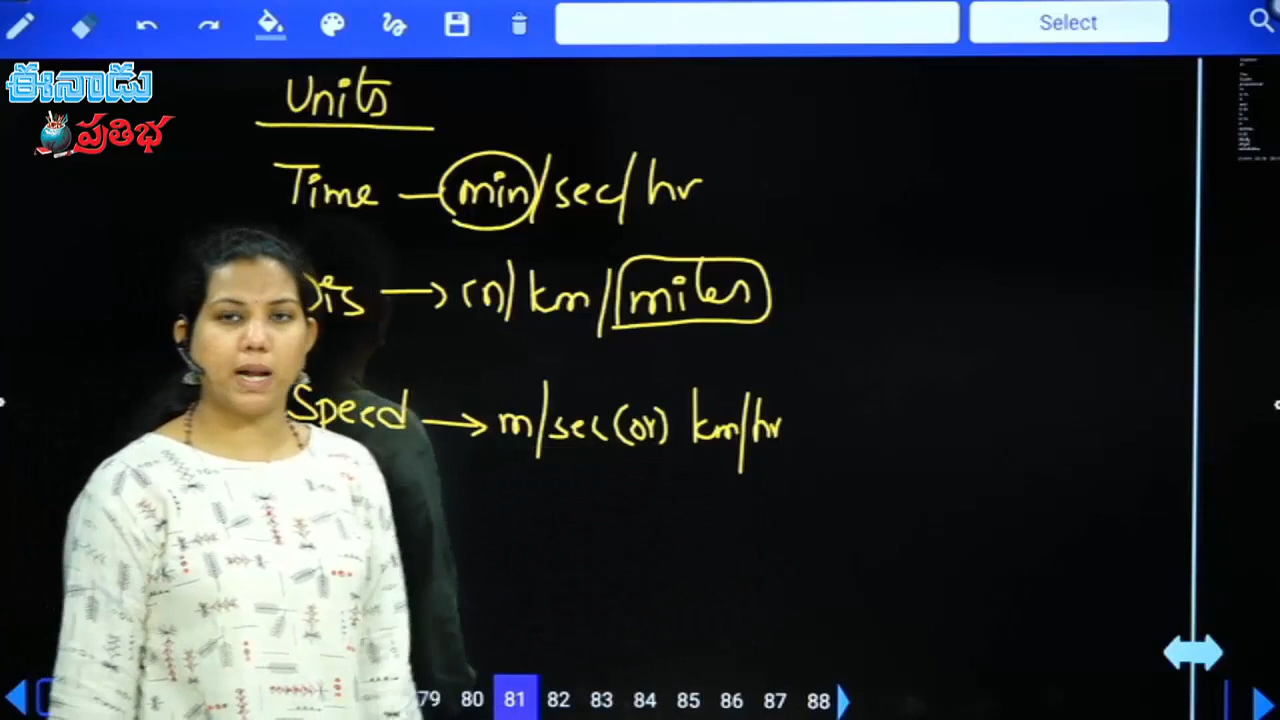 Select
ఈనాడు
ప్రతిభ
Units
Time — min/sec/hr
Dis → m/km/miles
Speed → m/sec (or) km/hr
79 80 81 82 83 84 85 86 87 88